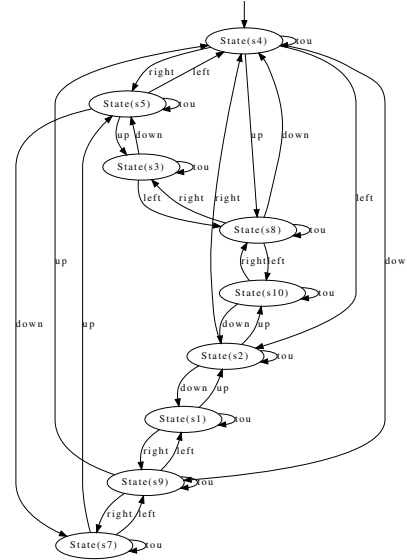 State(s4) tou
right left
State(s5) tou
up down up down
State(s3) tou
left right right left
State(s8) tou
right left up down
State(s10) tou
down up down up
State(s2) tou
down up
State(s1) tou
right left
State(s9) tou
right left
State(s7) tou